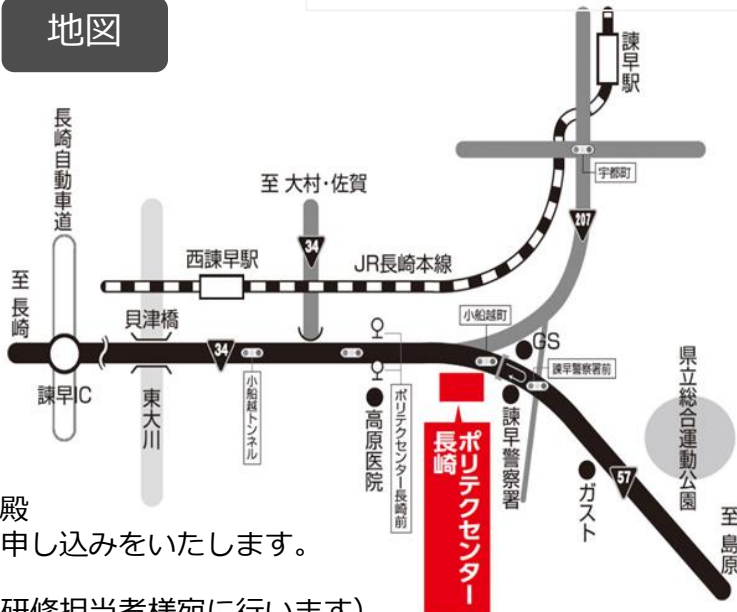 地図
諫早駅
長崎自動車道
宇都町
至 大村・佐賀
207
34
西諫早駅
JR長崎本線
至 長崎
貝津橋
小船越町
GS
34
諫早警察署前
県立総合運動公園
諫早IC
東大川
小船越トンネル
高原医院
ポリテクセンター長崎前
ポリテクセンター
長崎
諫早警察署
ガスト
57
至 島原
殿
申し込みをいたします。
研修担当者様宛に行います)